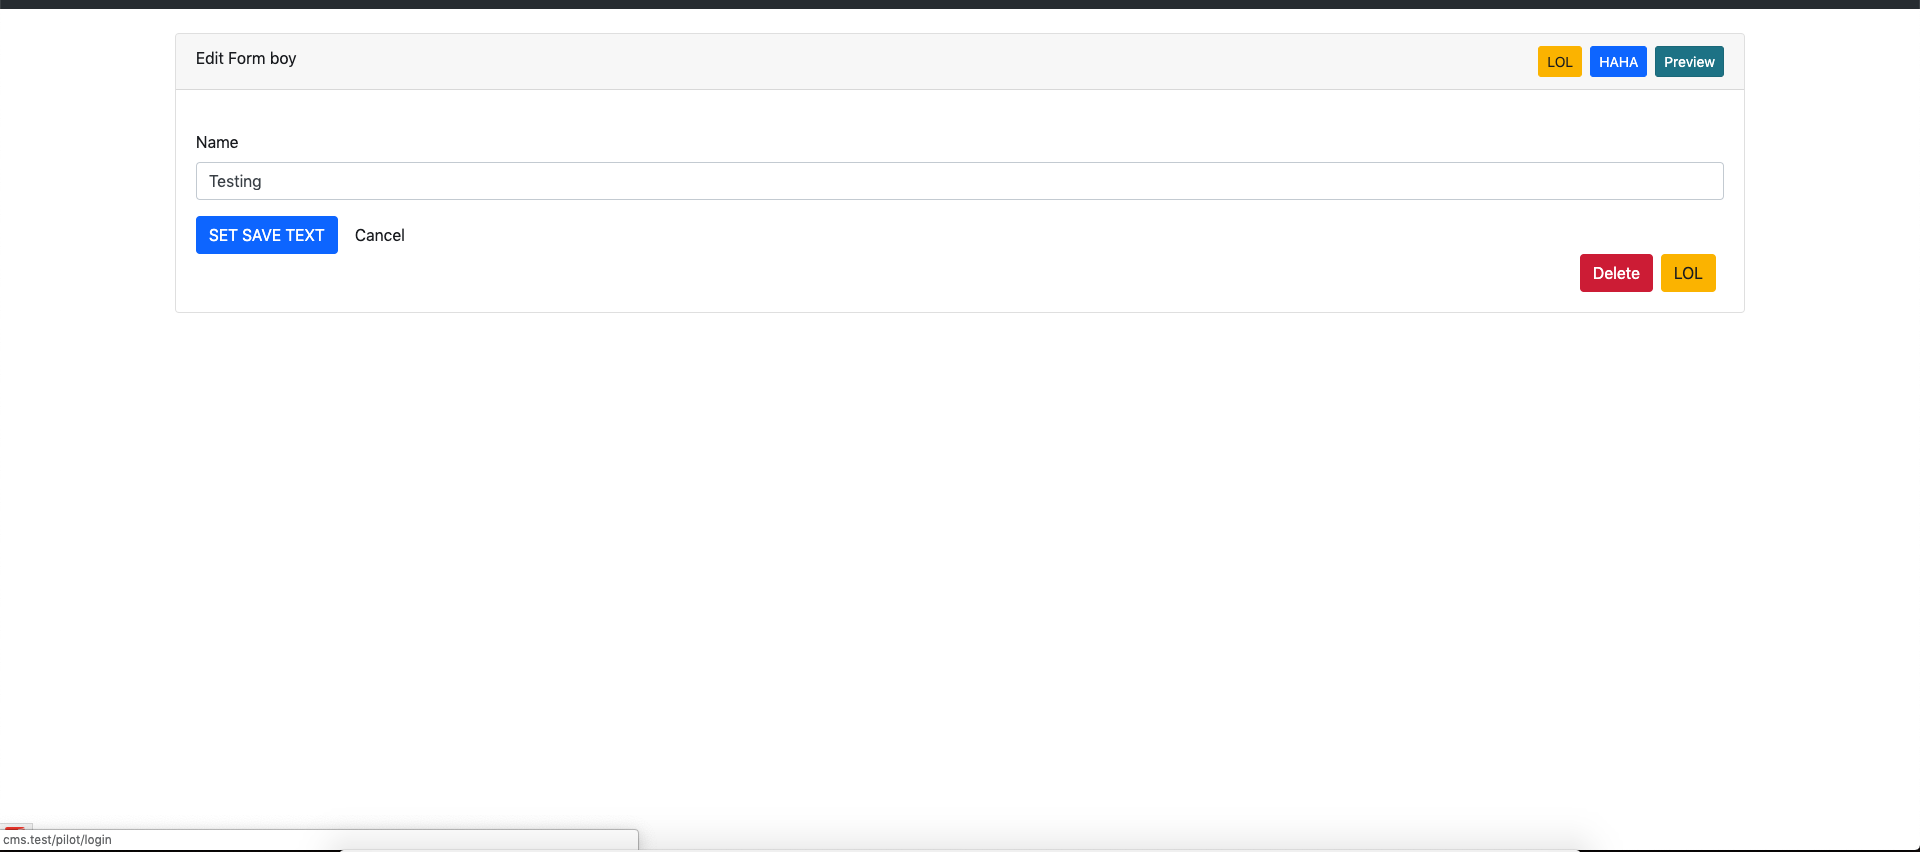 Edit Form boy
LOL HAHA Preview
Name
Testing
SET SAVE TEXT Cancel
Delete LOL
cms.test/pilot/login